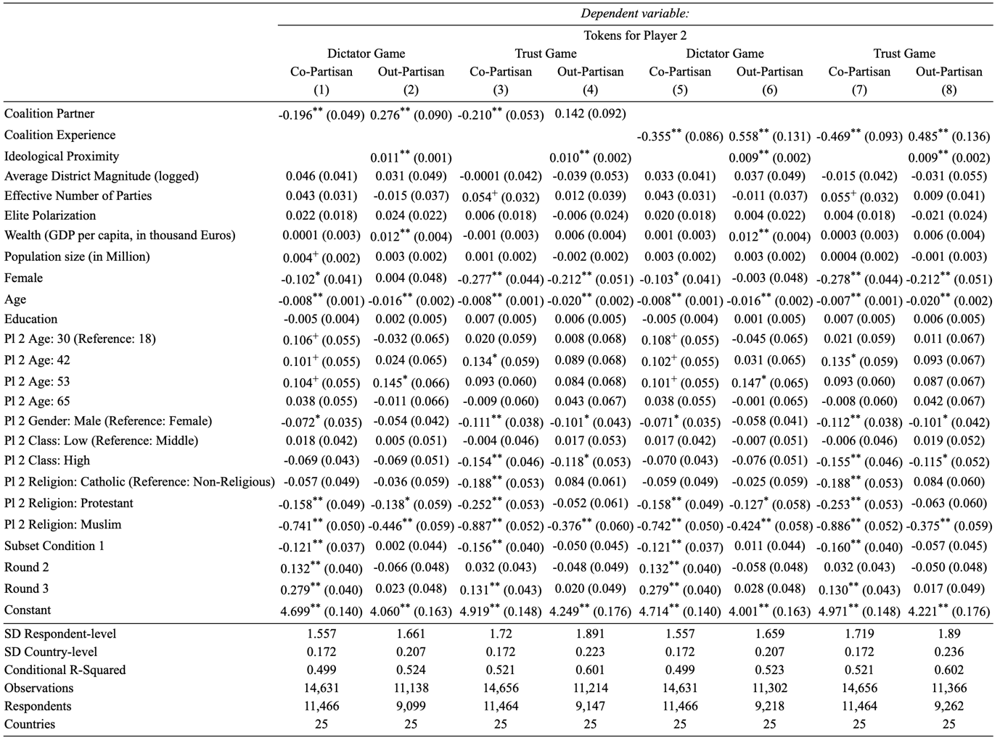 Dependent variable:
Tokens for Player 2
Dictator Game Trust Game Dictator Game Trust Game
Co-Partisan Out-Partisan Co-Partisan Out-Partisan Co-Partisan Out-Partisan Co-Partisan Out-Partisan
(1) (2) (3) (4) (5) (6) (7) (8)
Coalition Partner -0.196** (0.049) 0.276** (0.090) -0.210** (0.053) 0.142 (0.092)
Coalition Experience -0.355** (0.086) 0.558** (0.131) -0.469** (0.093) 0.485** (0.136)
Ideological Proximity 0.011** (0.001) 0.010** (0.002) 0.009** (0.002) 0.009** (0.002)
Average District Magnitude (logged) 0.046 (0.041) 0.031 (0.049) -0.0001 (0.042) -0.039 (0.053) 0.033 (0.041) 0.037 (0.049) -0.015 (0.042) -0.031 (0.055)
Effective Number of Parties 0.043 (0.031) -0.015 (0.037) 0.054+ (0.032) 0.012 (0.039) 0.043 (0.031) -0.011 (0.037) 0.055+ (0.032) 0.009 (0.041)
Elite Polarization 0.022 (0.018) 0.024 (0.022) 0.006 (0.018) -0.006 (0.024) 0.020 (0.018) 0.004 (0.022) 0.004 (0.018) -0.021 (0.024)
Wealth (GDP per capita, in thousand Euros) 0.0001 (0.003) 0.012** (0.004) -0.001 (0.003) 0.006 (0.004) 0.001 (0.003) 0.012** (0.004) 0.0003 (0.003) 0.006 (0.004)
Population size (in Million) 0.004+ (0.002) 0.003 (0.002) 0.001 (0.002) -0.002 (0.002) 0.003 (0.002) 0.003 (0.002) 0.0004 (0.002) -0.001 (0.003)
Female -0.102* (0.041) 0.004 (0.048) -0.277** (0.044) -0.212** (0.051) -0.103* (0.041) -0.003 (0.048) -0.278** (0.044) -0.212** (0.051)
Age -0.008** (0.001) -0.016** (0.002) -0.008** (0.001) -0.020** (0.002) -0.008** (0.001) -0.016** (0.002) -0.007** (0.001) -0.020** (0.002)
Education -0.005 (0.004) 0.002 (0.005) 0.007 (0.005) 0.006 (0.005) -0.005 (0.004) 0.001 (0.005) 0.007 (0.005) 0.006 (0.005)
Pl 2 Age: 30 (Reference: 18) 0.106+ (0.055) -0.032 (0.065) 0.020 (0.059) 0.008 (0.068) 0.108+ (0.055) -0.045 (0.065) 0.021 (0.059) 0.011 (0.067)
Pl 2 Age: 42 0.101+ (0.055) 0.024 (0.065) 0.134* (0.059) 0.089 (0.068) 0.102+ (0.055) 0.031 (0.065) 0.135* (0.059) 0.093 (0.067)
Pl 2 Age: 53 0.104+ (0.055) 0.145* (0.066) 0.093 (0.060) 0.084 (0.068) 0.101+ (0.055) 0.147* (0.065) 0.093 (0.060) 0.087 (0.067)
Pl 2 Age: 65 0.038 (0.055) -0.011 (0.066) -0.009 (0.060) 0.043 (0.067) 0.038 (0.055) -0.001 (0.065) -0.008 (0.060) 0.042 (0.067)
Pl 2 Gender: Male (Reference: Female) -0.072* (0.035) -0.054 (0.042) -0.111** (0.038) -0.101* (0.043) -0.071* (0.035) -0.058 (0.041) -0.112** (0.038) -0.101* (0.042)
Pl 2 Class: Low (Reference: Middle) 0.018 (0.042) 0.005 (0.051) -0.004 (0.046) 0.017 (0.053) 0.017 (0.042) -0.007 (0.051) -0.006 (0.046) 0.019 (0.052)
Pl 2 Class: High -0.069 (0.043) -0.069 (0.051) -0.154** (0.046) -0.118* (0.053) -0.070 (0.043) -0.076 (0.051) -0.155** (0.046) -0.115* (0.052)
Pl 2 Religion: Catholic (Reference: Non-Religious) -0.057 (0.049) -0.036 (0.059) -0.188** (0.053) 0.084 (0.061) -0.059 (0.049) -0.025 (0.059) -0.188** (0.053) 0.084 (0.060)
Pl 2 Religion: Protestant -0.158** (0.049) -0.138* (0.059) -0.252** (0.053) -0.052 (0.061) -0.158** (0.049) -0.127* (0.058) -0.253** (0.053) -0.063 (0.060)
Pl 2 Religion: Muslim -0.741** (0.050) -0.446** (0.059) -0.887** (0.052) -0.376** (0.060) -0.742** (0.050) -0.424** (0.058) -0.886** (0.052) -0.375** (0.059)
Subset Condition 1 -0.121** (0.037) 0.002 (0.044) -0.156** (0.040) -0.050 (0.045) -0.121** (0.037) 0.011 (0.044) -0.160** (0.040) -0.057 (0.045)
Round 2 0.132** (0.040) -0.066 (0.048) 0.032 (0.043) -0.048 (0.049) 0.132** (0.040) -0.058 (0.048) 0.032 (0.043) -0.050 (0.048)
Round 3 0.279** (0.040) 0.023 (0.048) 0.131** (0.043) 0.020 (0.049) 0.279** (0.040) 0.028 (0.048) 0.130** (0.043) 0.017 (0.049)
Constant 4.699** (0.140) 4.060** (0.163) 4.919** (0.148) 4.249** (0.176) 4.714** (0.140) 4.001** (0.163) 4.971** (0.148) 4.221** (0.176)
SD Respondent-level 1.557 1.661 1.72 1.891 1.557 1.659 1.719 1.89
SD Country-level 0.172 0.207 0.172 0.223 0.172 0.207 0.172 0.236
Conditional R-Squared 0.499 0.524 0.521 0.601 0.499 0.523 0.521 0.602
Observations 14,631 11,138 14,656 11,214 14,631 11,302 14,656 11,366
Respondents 11,466 9,099 11,464 9,147 11,466 9,218 11,464 9,262
Countries 25 25 25 25 25 25 25 25